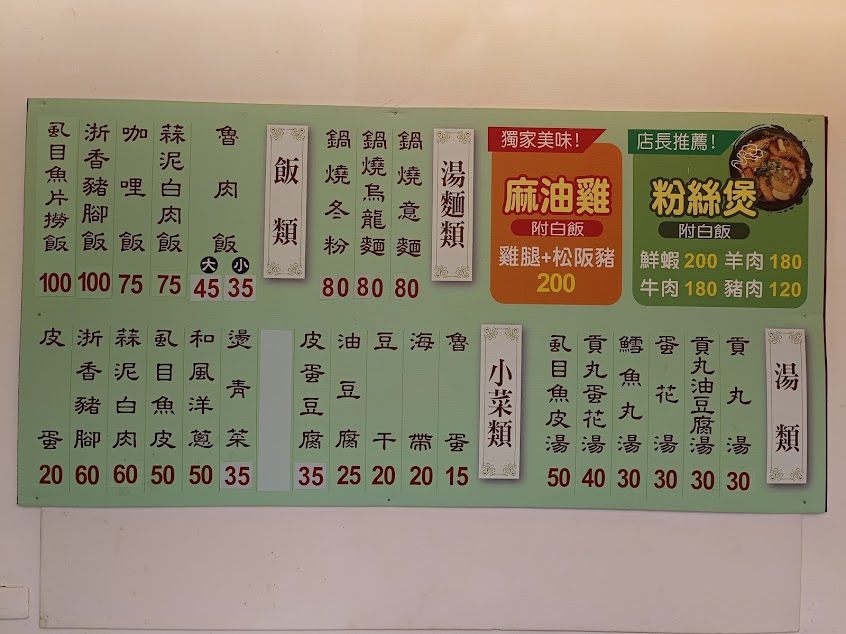 店長推薦!
粉絲煲
附白飯
鮮蝦 200 羊肉 180
牛肉 180 豬肉 120
獨家美味!
麻油雞
附白飯
雞腿+松阪豬
200
湯麵類
鍋燒意麵 80
鍋燒烏龍麵 80
鍋燒冬粉 80
飯類
魯肉飯 小 35 大 45
蒜泥白肉飯 75
咖哩飯 75
浙香豬腳飯 100
虱目魚片撈飯 100
湯類
貢丸湯 30
貢丸油豆腐湯 30
蛋花湯 30
鱈魚丸湯 30
貢丸蛋花湯 40
虱目魚皮湯 50
小菜類
魯蛋 15
海帶 20
豆干 20
油豆腐 25
皮蛋豆腐 35
燙青菜 35
和風洋蔥 50
虱目魚皮 50
蒜泥白肉 60
浙香豬腳 60
皮蛋 20